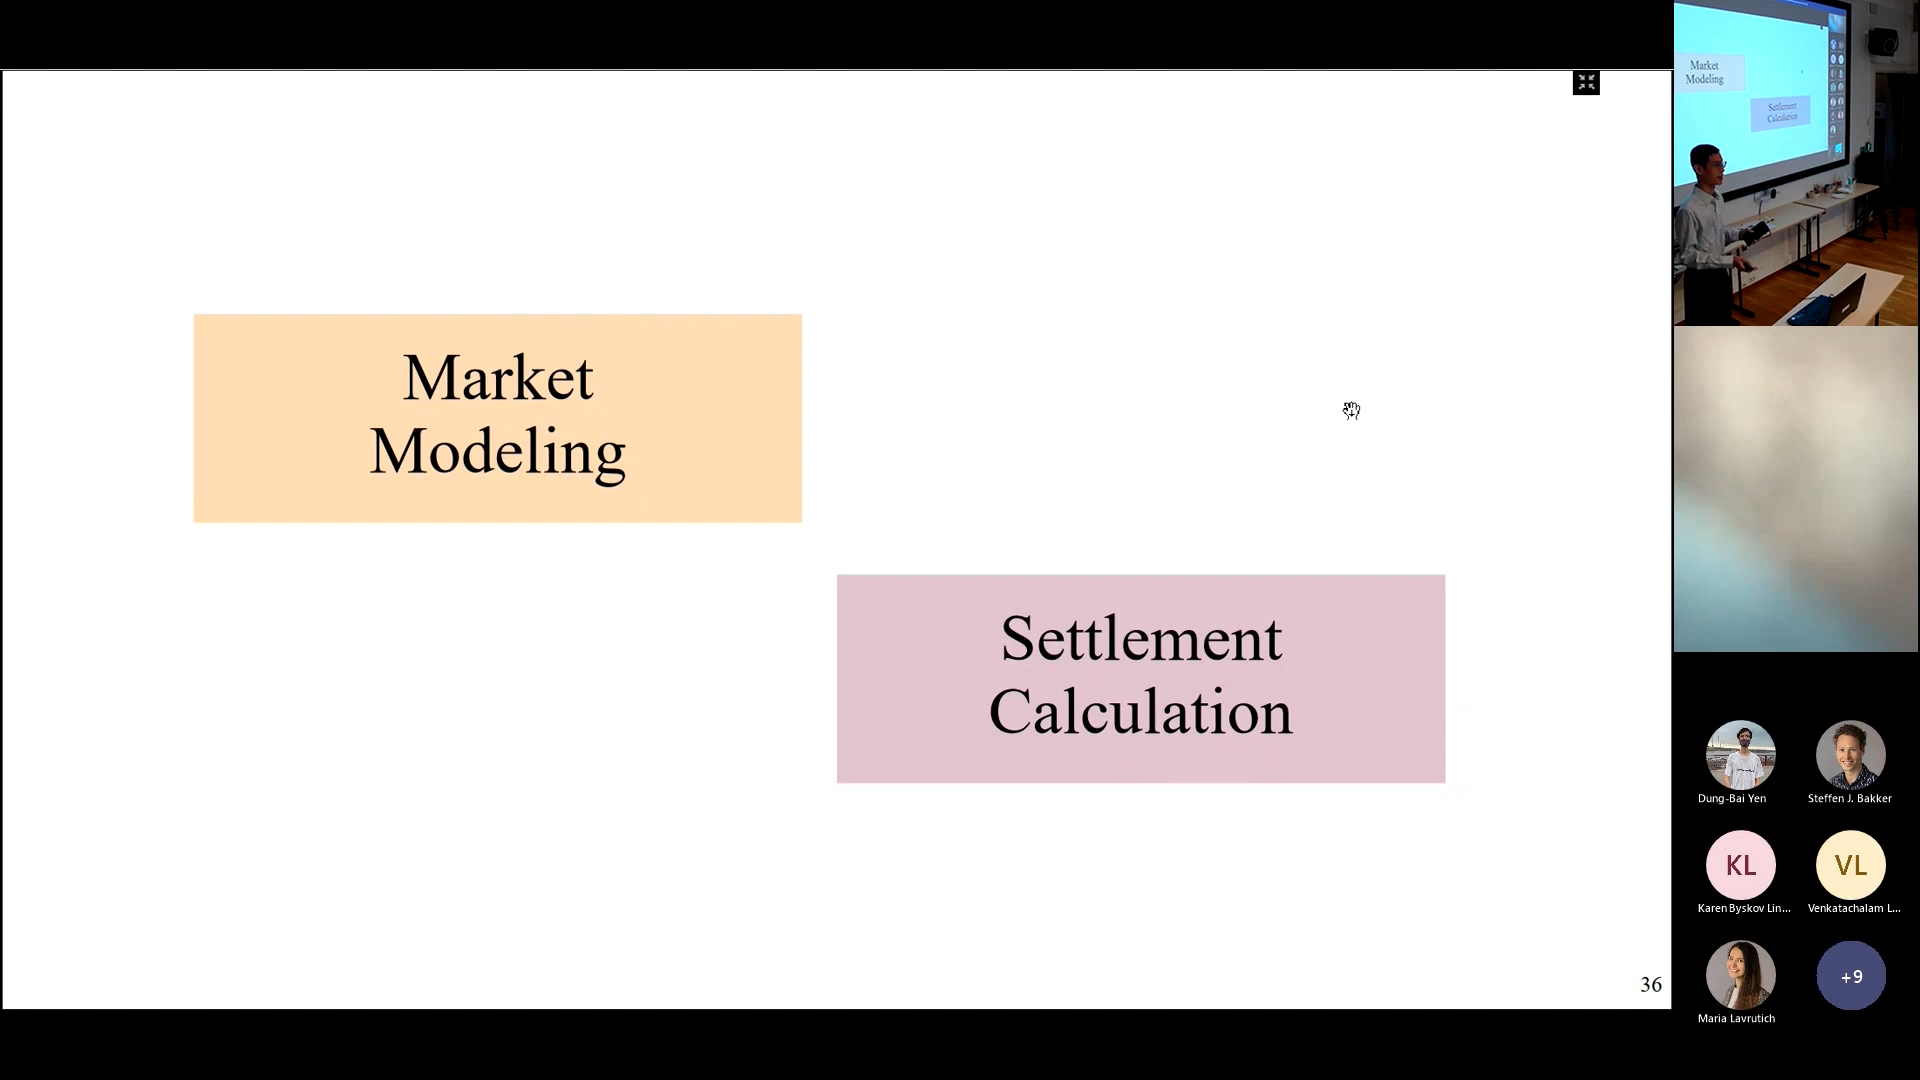 Market
Modeling
Settlement
Calculation
36
Market
Modeling
Settlement
Calculation
Dung-Bai Yen
Steffen J. Bakker
KL
VL
Karen Byskov Lin...
Venkatachalam L...
+9
Maria Lavrutich